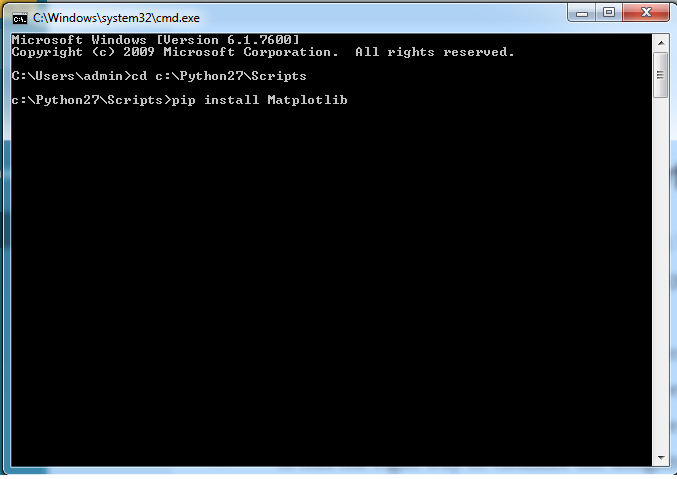 C:\Windows\system32\cmd.exe
Microsoft Windows [Version 6.1.7600]
Copyright (c) 2009 Microsoft Corporation.  All rights reserved.
C:\Users\admin>cd c:\Python27\Scripts
c:\Python27\Scripts>pip install Matplotlib